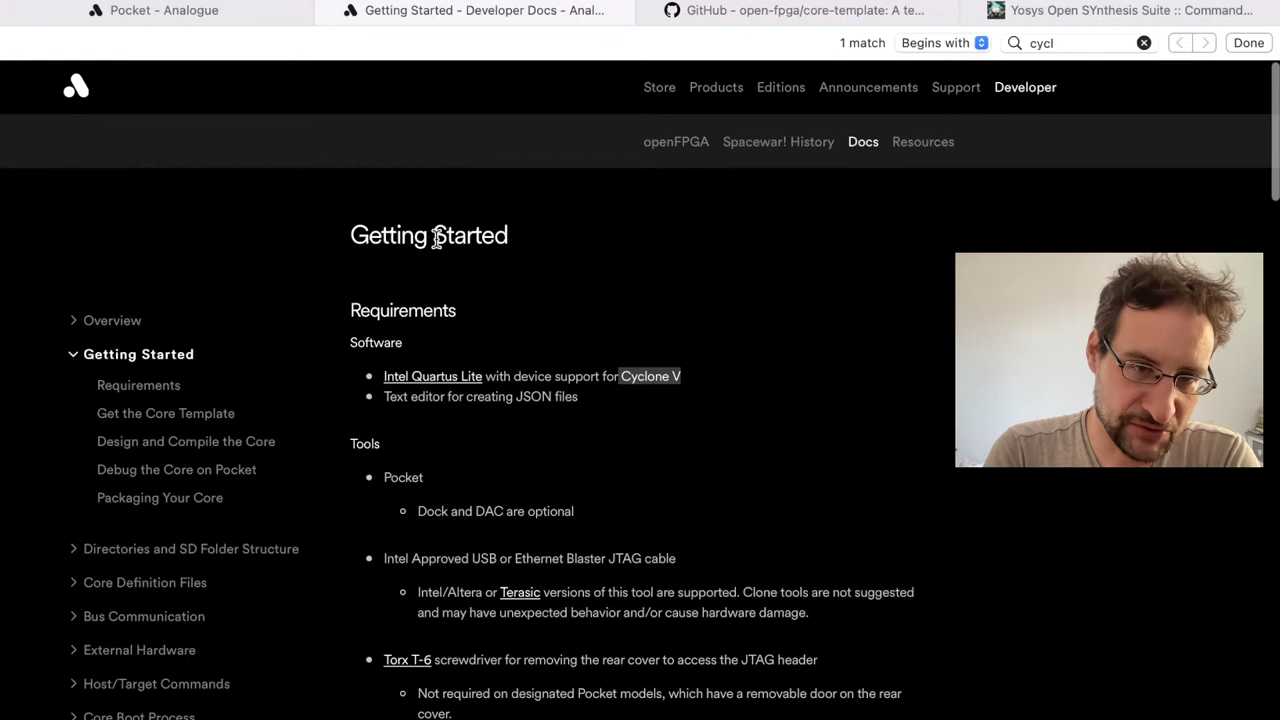 Pocket - Analogue
Getting Started - Developer Docs - Anal...
GitHub - open-fpga/core-template: A te...
Yosys Open SYnthesis Suite :: Command...
1 match
Begins with
cycl
Done
Store
Products
Editions
Announcements
Support
Developer
openFPGA
Spacewar! History
Docs
Resources
Getting Started
Overview
Getting Started
Requirements
Get the Core Template
Design and Compile the Core
Debug the Core on Pocket
Packaging Your Core
Directories and SD Folder Structure
Core Definition Files
Bus Communication
External Hardware
Host/Target Commands
Core Boot Process
Requirements
Software
Intel Quartus Lite with device support for Cyclone V
Text editor for creating JSON files
Tools
Pocket
Dock and DAC are optional
Intel Approved USB or Ethernet Blaster JTAG cable
Intel/Altera or Terasic versions of this tool are supported. Clone tools are not suggested
and may have unexpected behavior and/or cause hardware damage.
Torx T-6 screwdriver for removing the rear cover to access the JTAG header
Not required on designated Pocket models, which have a removable door on the rear
cover.